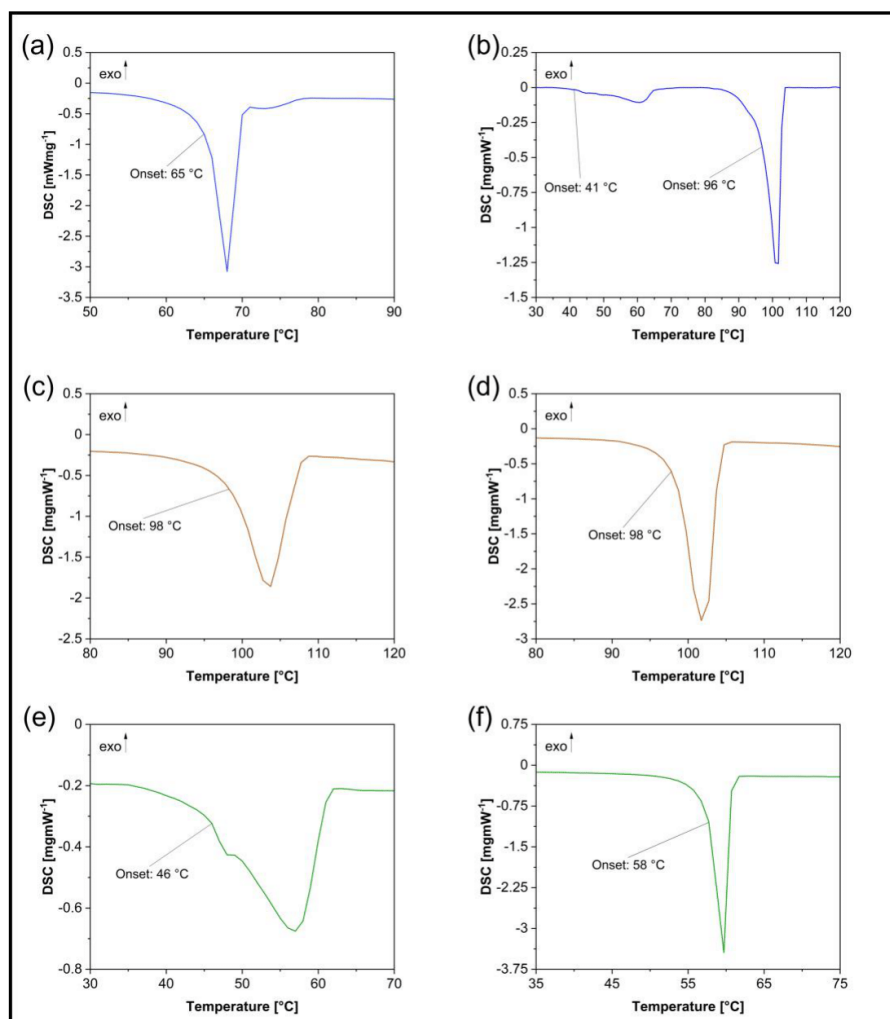 (a)
exo
Onset: 65 °C
DSC [mWmg⁻¹]
0.5
0
-0.5
-1
-1.5
-2
-2.5
-3
-3.5
50 60 70 80 90
Temperature [°C]
(b)
exo
Onset: 41 °C
Onset: 96 °C
DSC [mgmW⁻¹]
0.25
0
-0.25
-0.5
-0.75
-1
-1.25
-1.5
30 40 50 60 70 80 90 100 110 120
Temperature [°C]
(c)
exo
Onset: 98 °C
DSC [mgmW⁻¹]
0.5
0
-0.5
-1
-1.5
-2
-2.5
80 90 100 110 120
Temperature [°C]
(d)
exo
Onset: 98 °C
DSC [mgmW⁻¹]
0.5
0
-0.5
-1
-1.5
-2
-2.5
-3
80 90 100 110 120
Temperature [°C]
(e)
exo
Onset: 46 °C
DSC [mgmW⁻¹]
0
-0.2
-0.4
-0.6
-0.8
30 40 50 60 70
Temperature [°C]
(f)
exo
Onset: 58 °C
DSC [mgmW⁻¹]
0.75
0
-0.75
-1.5
-2.25
-3
-3.75
35 45 55 65 75
Temperature [°C]